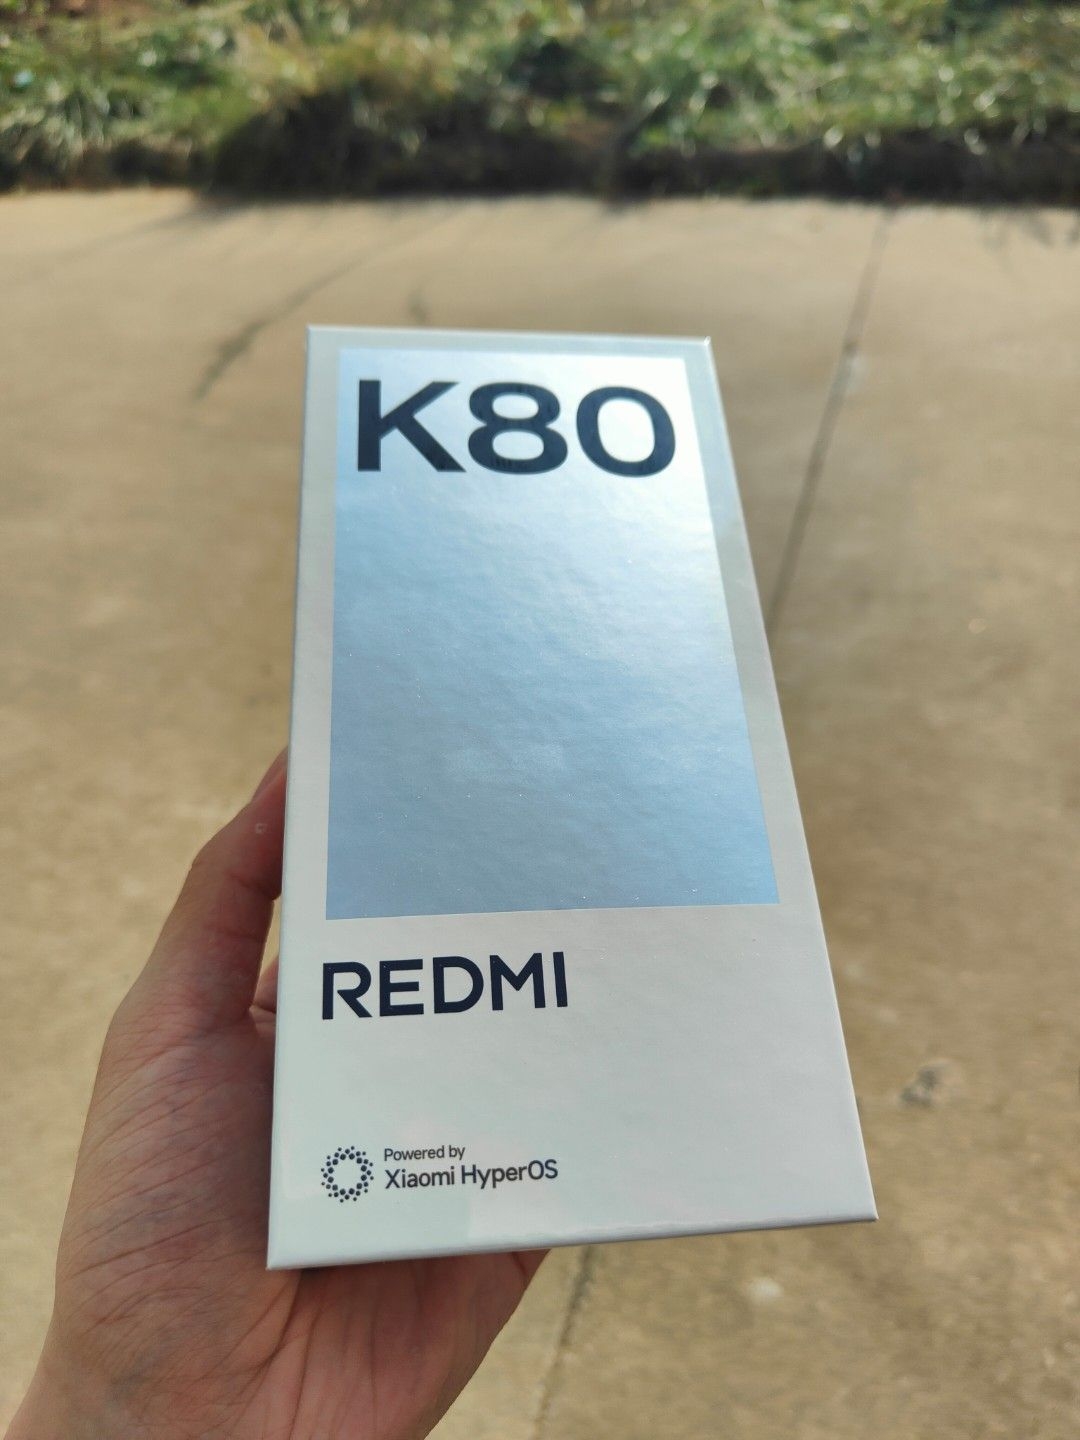 K80
REDMI
Powered by
Xiaomi HyperOS